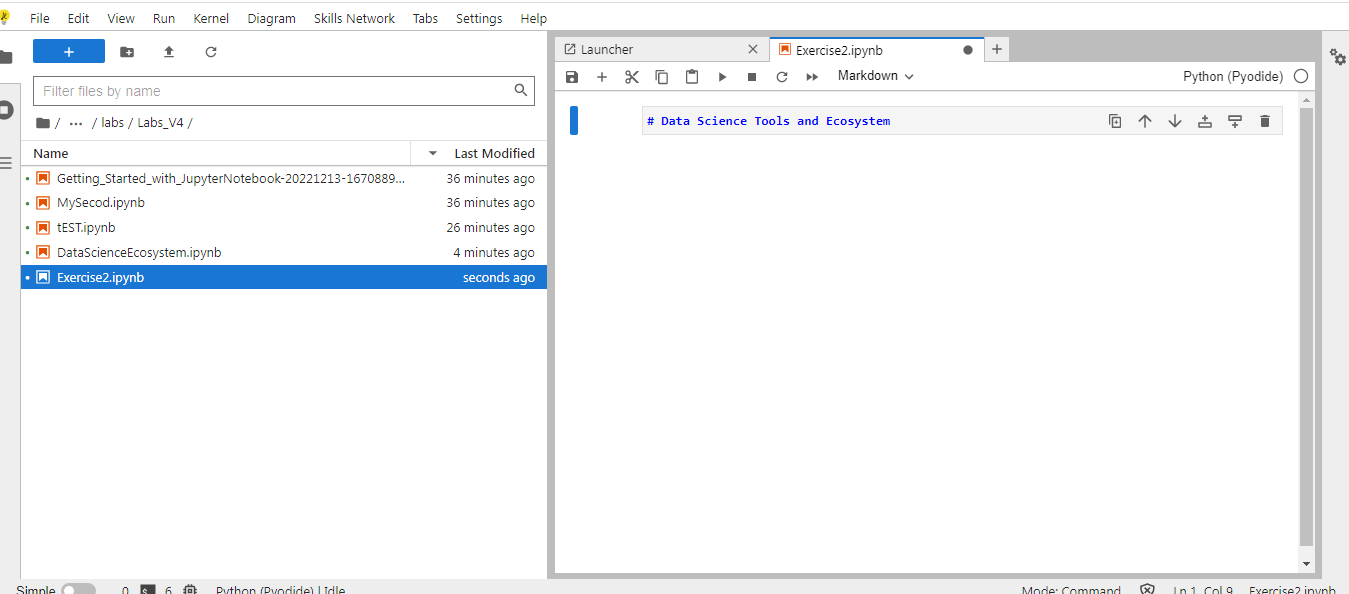 File Edit View Run Kernel Diagram Skills Network Tabs Settings Help
+
Filter files by name
/ ··· / labs / Labs_V4 /
Name Last Modified
Getting_Started_with_JupyterNotebook-20221213-1670889... 36 minutes ago
MySecod.ipynb 36 minutes ago
tEST.ipynb 26 minutes ago
DataScienceEcosystem.ipynb 4 minutes ago
Exercise2.ipynb seconds ago
Launcher Exercise2.ipynb
Markdown Python (Pyodide)
# Data Science Tools and Ecosystem
Simple 0 6 Python (Pyodide) | Idle Mode: Command Ln 1, Col 9 Exercise2.ipynb